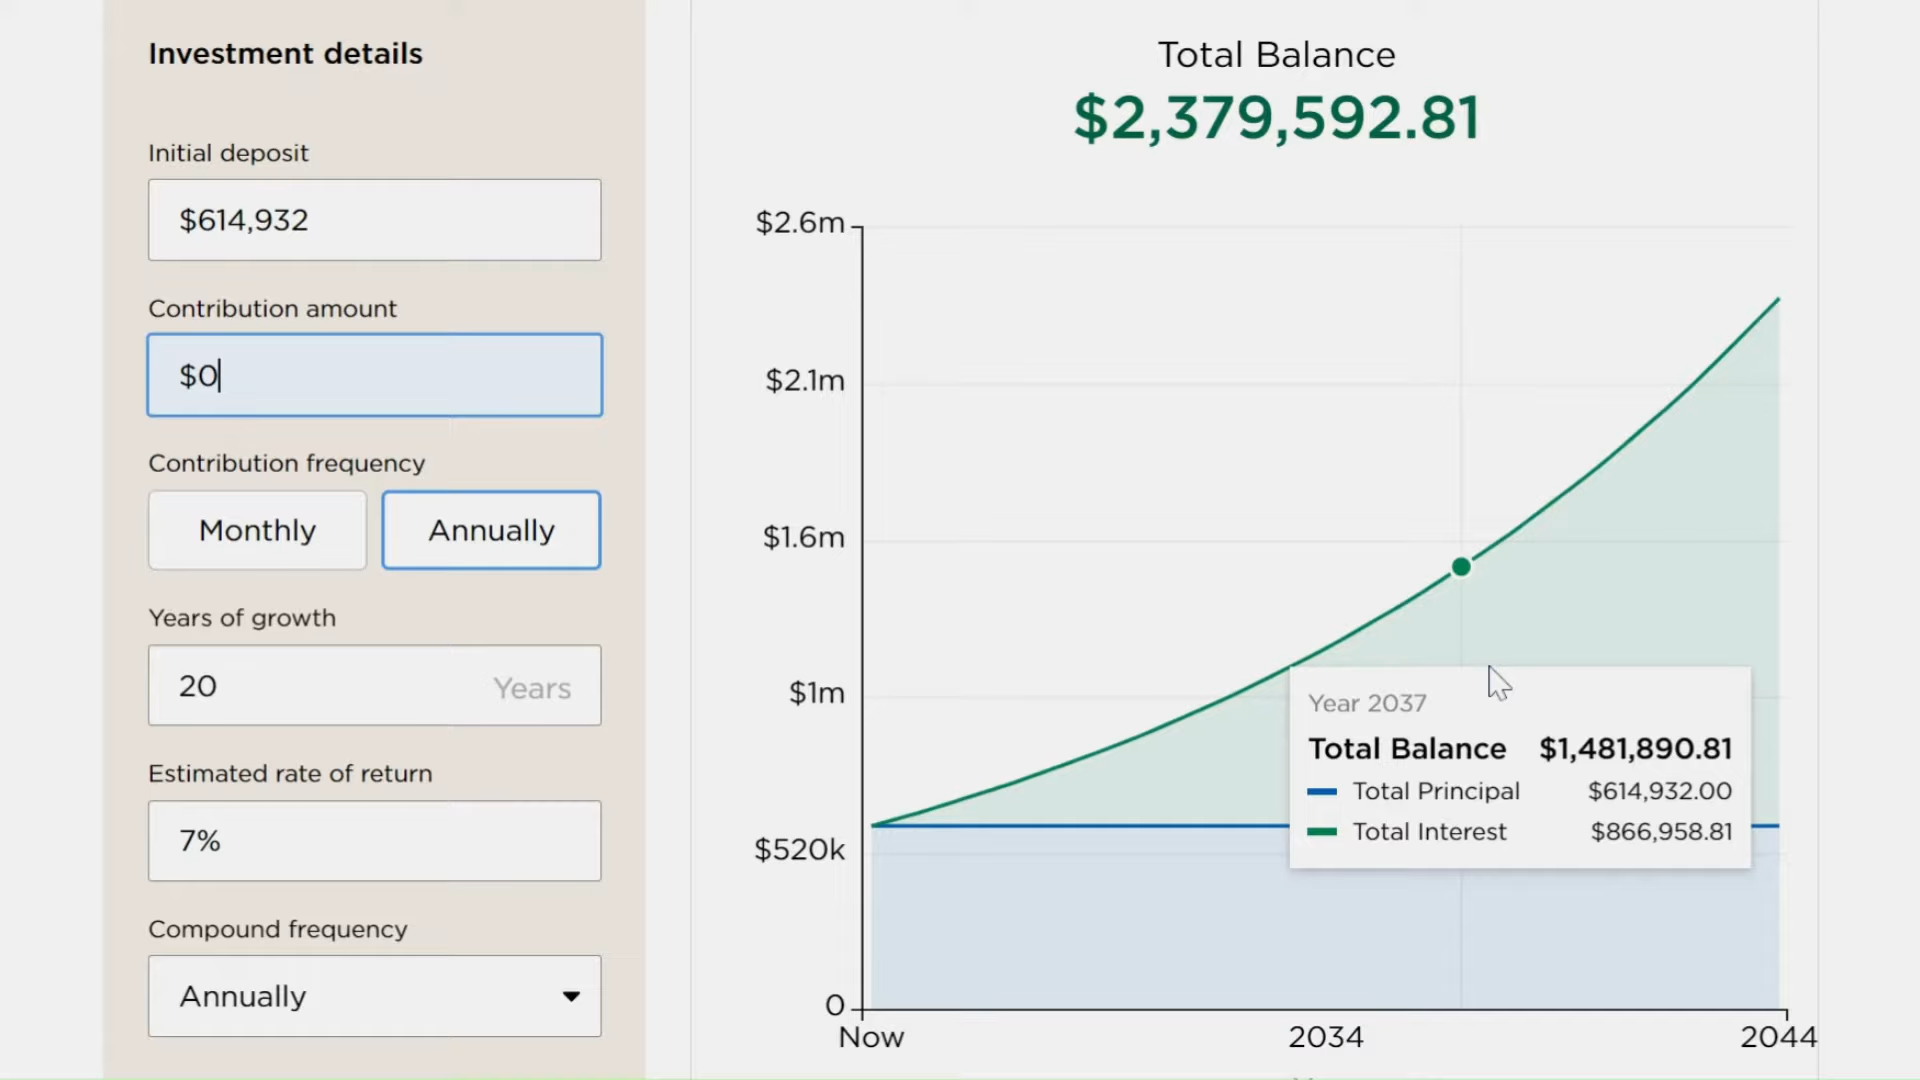 Investment details
Initial deposit
$614,932
Contribution amount
$0
Contribution frequency
Monthly
Annually
Years of growth
20 Years
Estimated rate of return
7%
Compound frequency
Annually
Total Balance
$2,379,592.81
$2.6m
$2.1m
$1.6m
$1m
$520k
0
Now
2034
2044
Year 2037
Total Balance $1,481,890.81
Total Principal $614,932.00
Total Interest $866,958.81